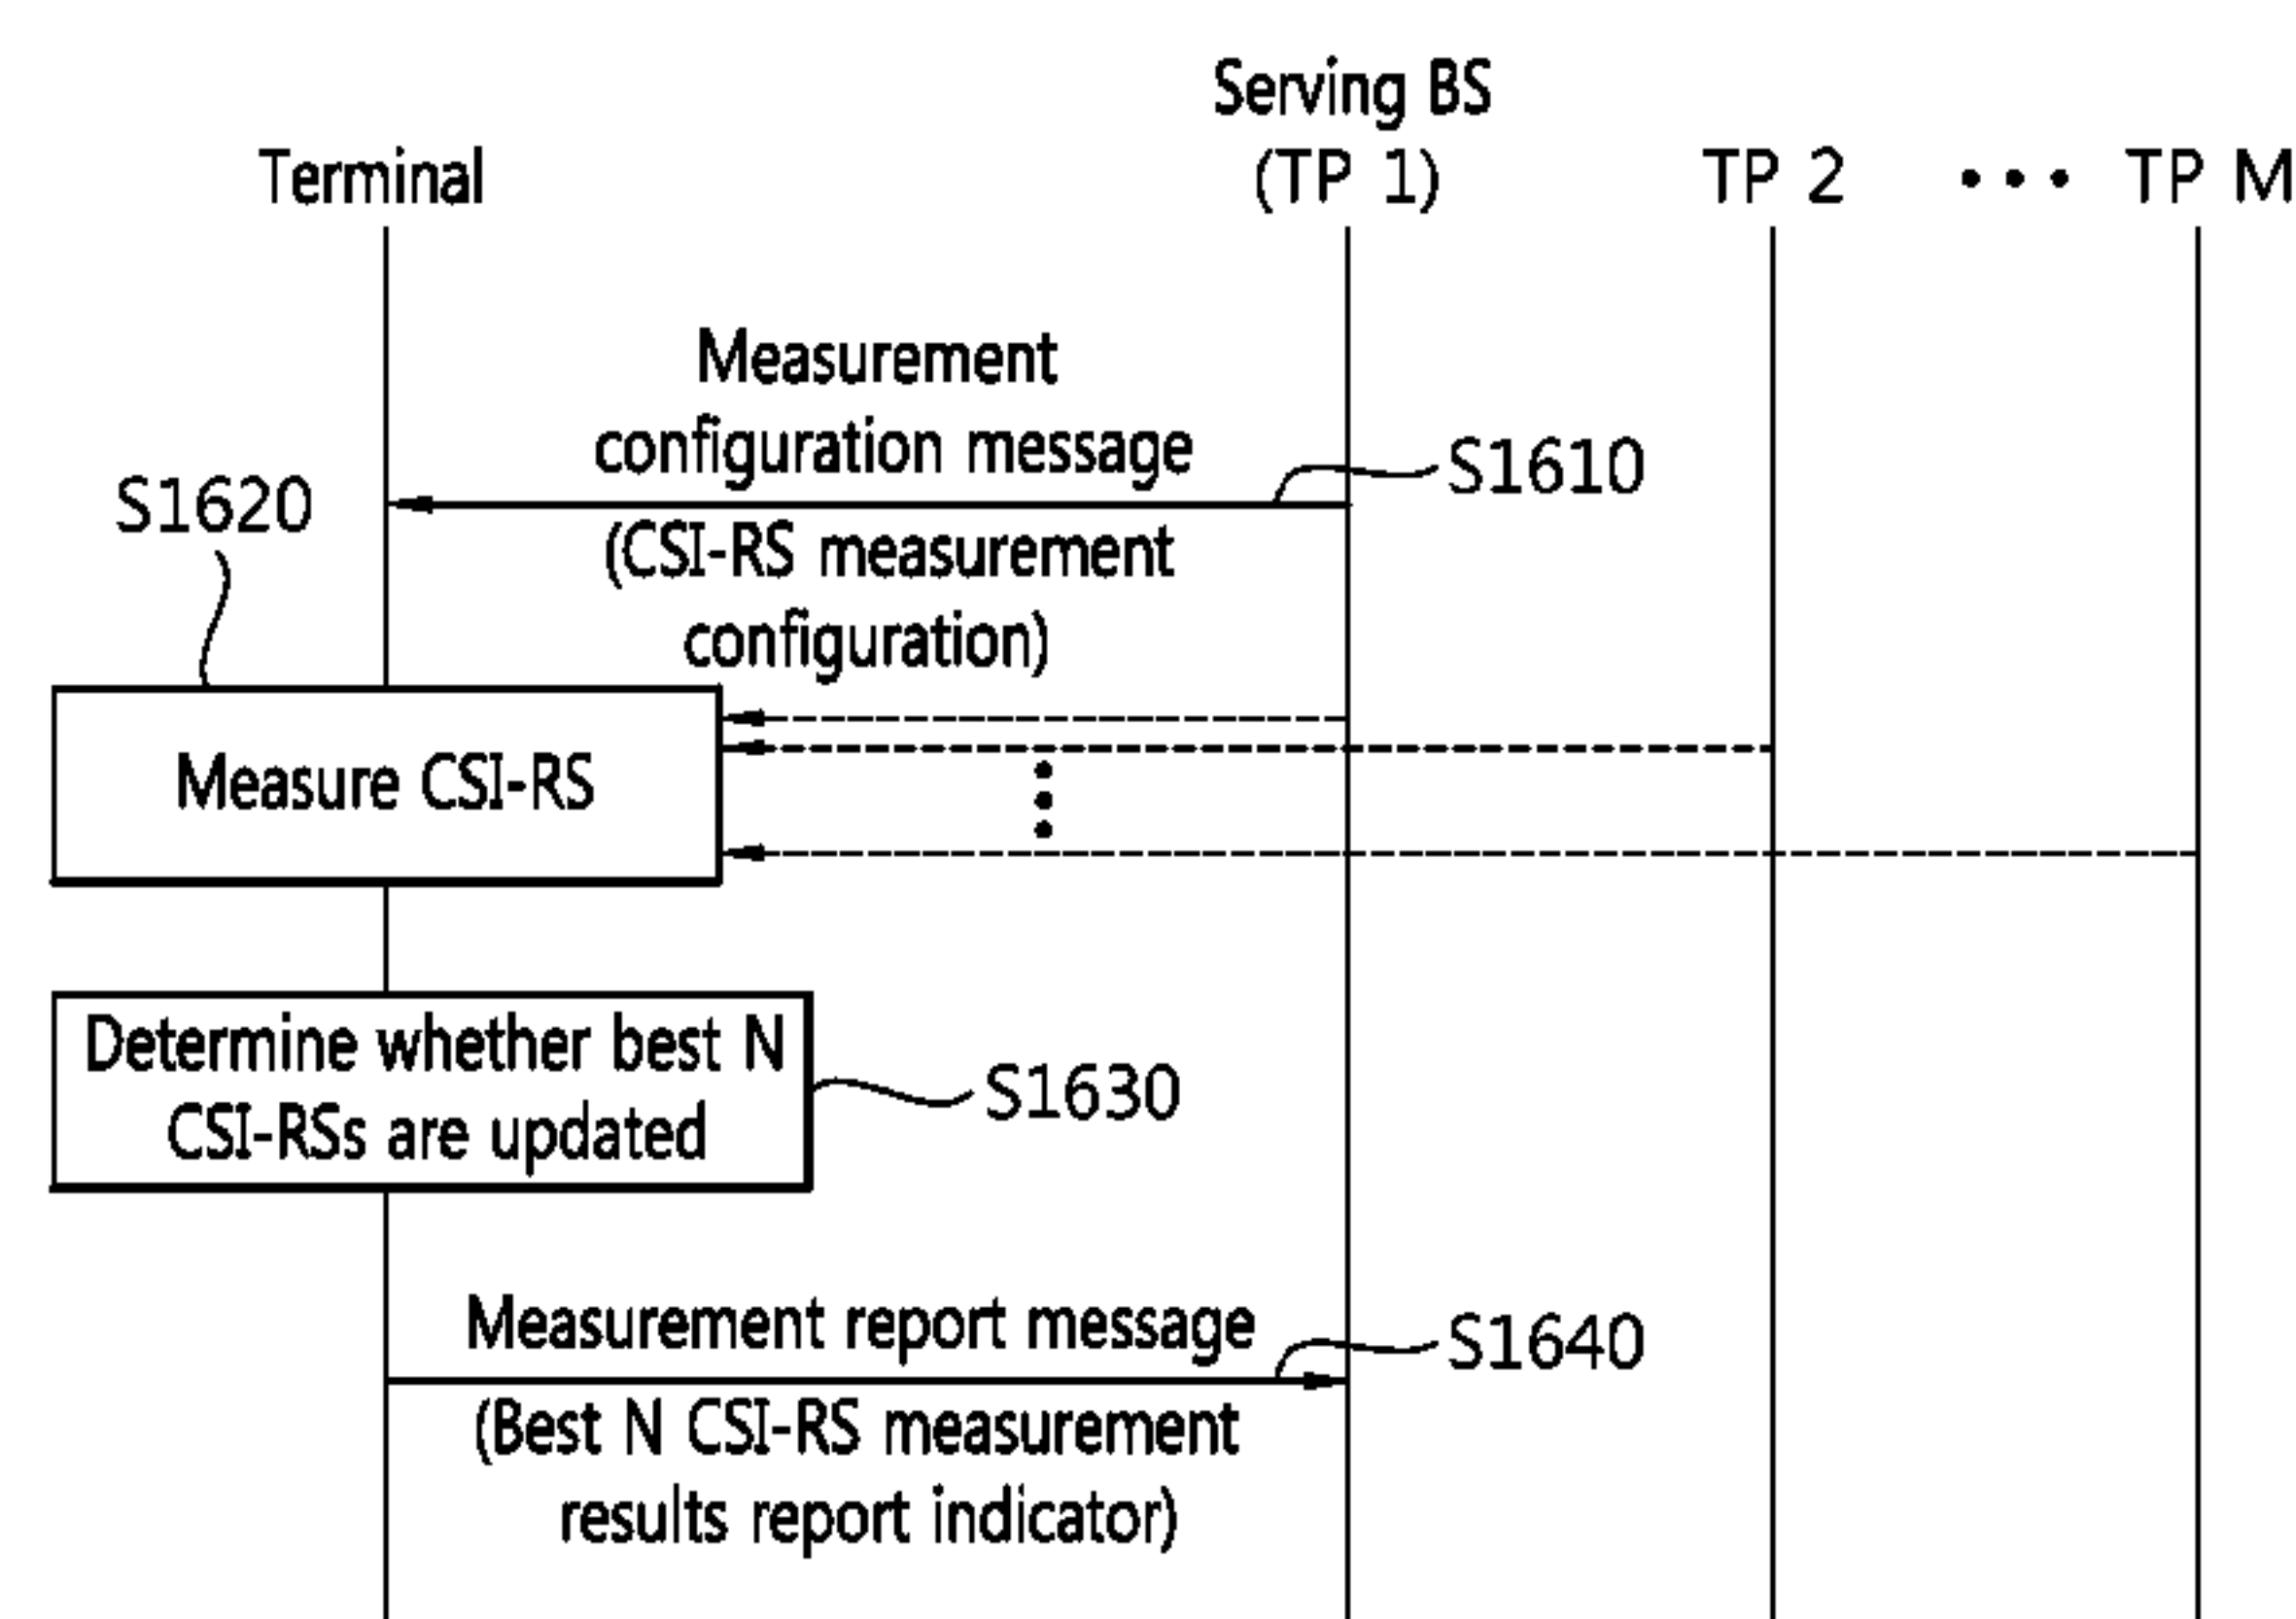 Serving BS
Terminal
(TP 1)
TP 2
TP M
Measurement
configuration message
S1610
S1620
(CSI-RS measurement
configuration)
Measure CSI-RS
Determine whether best N
CSI-RSs are updated
S1630
Measurement report message
S1640
(Best N CSI-RS measurement
results report indicator)